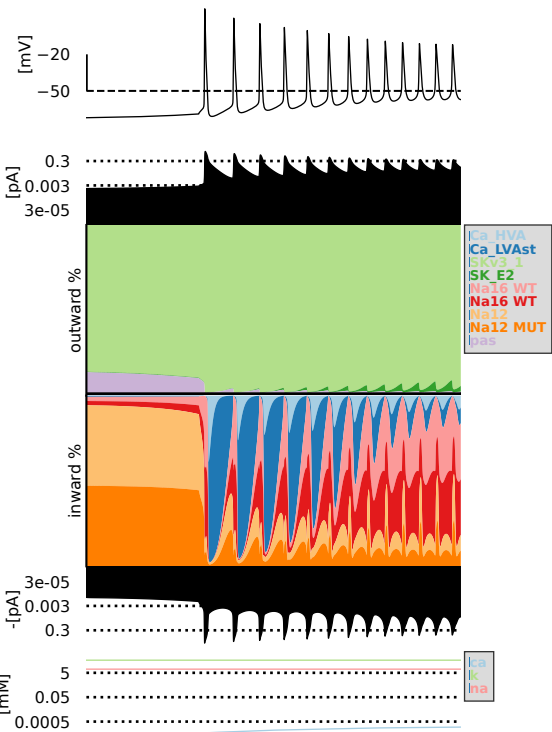 [mV]
−20
−50
[pA]
0.3
0.003
3e-05
outward %
Ca_HVA
Ca_LVAst
SKv3_1
SK_E2
Na16 WT
Na16 WT
Na12
Na12 MUT
pas
inward %
-[pA]
3e-05
0.003
0.3
[mM]
5
0.05
0.0005
ca
k
na